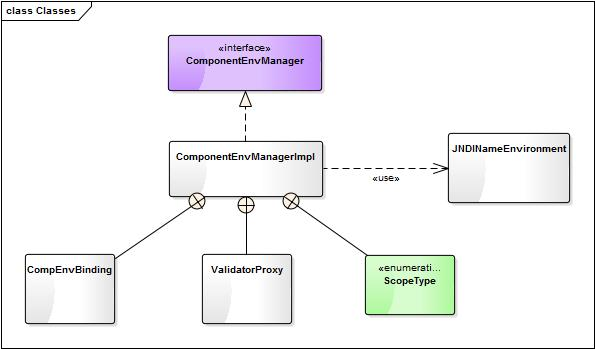 class Classes
«interface»
ComponentEnvManager
ComponentEnvManagerImpl
JNDINameEnvironment
«use»
CompEnvBinding
ValidatorProxy
«enumerati...
ScopeType